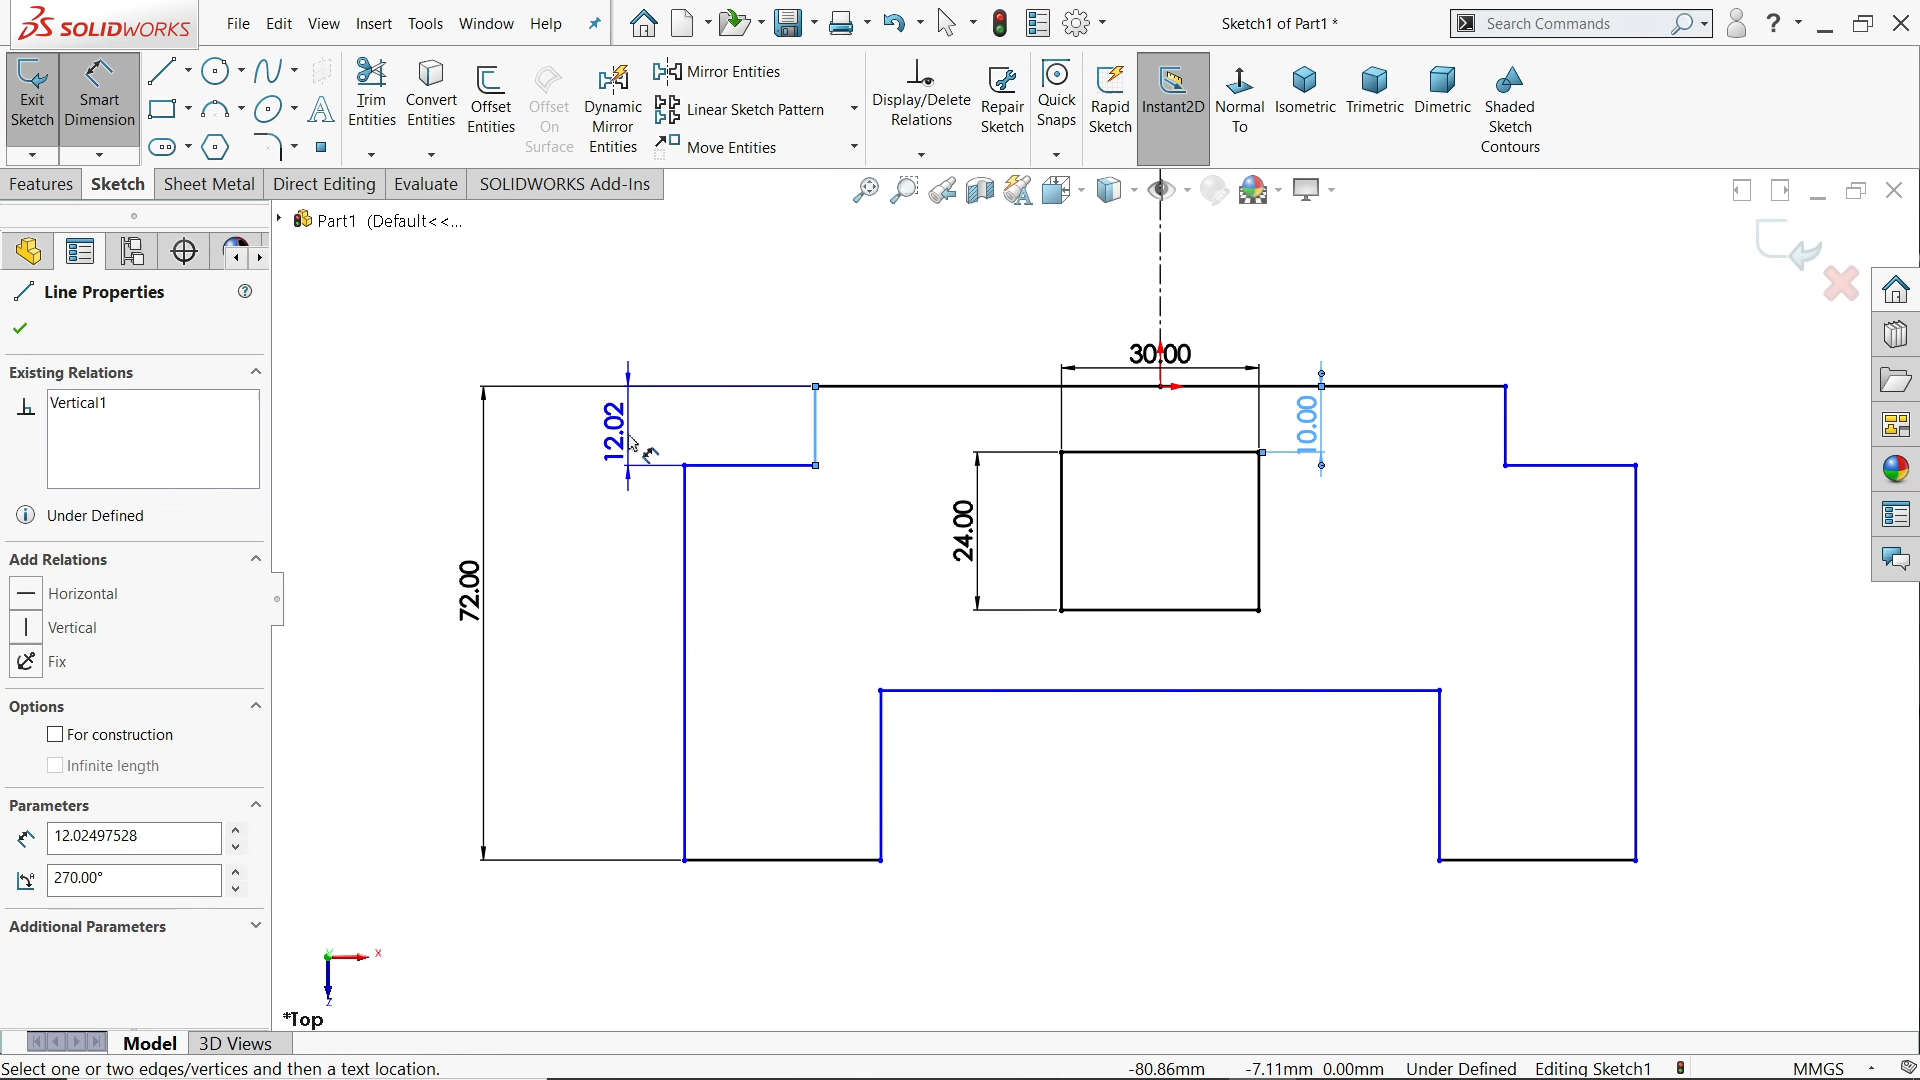 SOLIDWORKS
File Edit View Insert Tools Window Help
Sketch1 of Part1 *
Search Commands
?
Exit Sketch
Smart Dimension
Trim Entities
Convert Entities
Offset Entities
Offset On Surface
Dynamic Mirror Entities
Mirror Entities
Linear Sketch Pattern
Move Entities
Display/Delete Relations
Repair Sketch
Quick Snaps
Rapid Sketch
Instant2D
Normal To
Isometric
Trimetric
Dimetric
Shaded Sketch Contours
Features Sketch Sheet Metal Direct Editing Evaluate SOLIDWORKS Add-Ins
Part1 (Default<<...
Line Properties
Existing Relations
Vertical1
Under Defined
Add Relations
Horizontal
Vertical
Fix
Options
For construction
Infinite length
Parameters
12.02497528
270.00°
Additional Parameters
30.00
12.02
10.00
24.00
72.00
Y
X
Z
*Top
Model 3D Views
Select one or two edges/vertices and then a text location.
-80.86mm -7.11mm 0.00mm Under Defined Editing Sketch1 MMGS